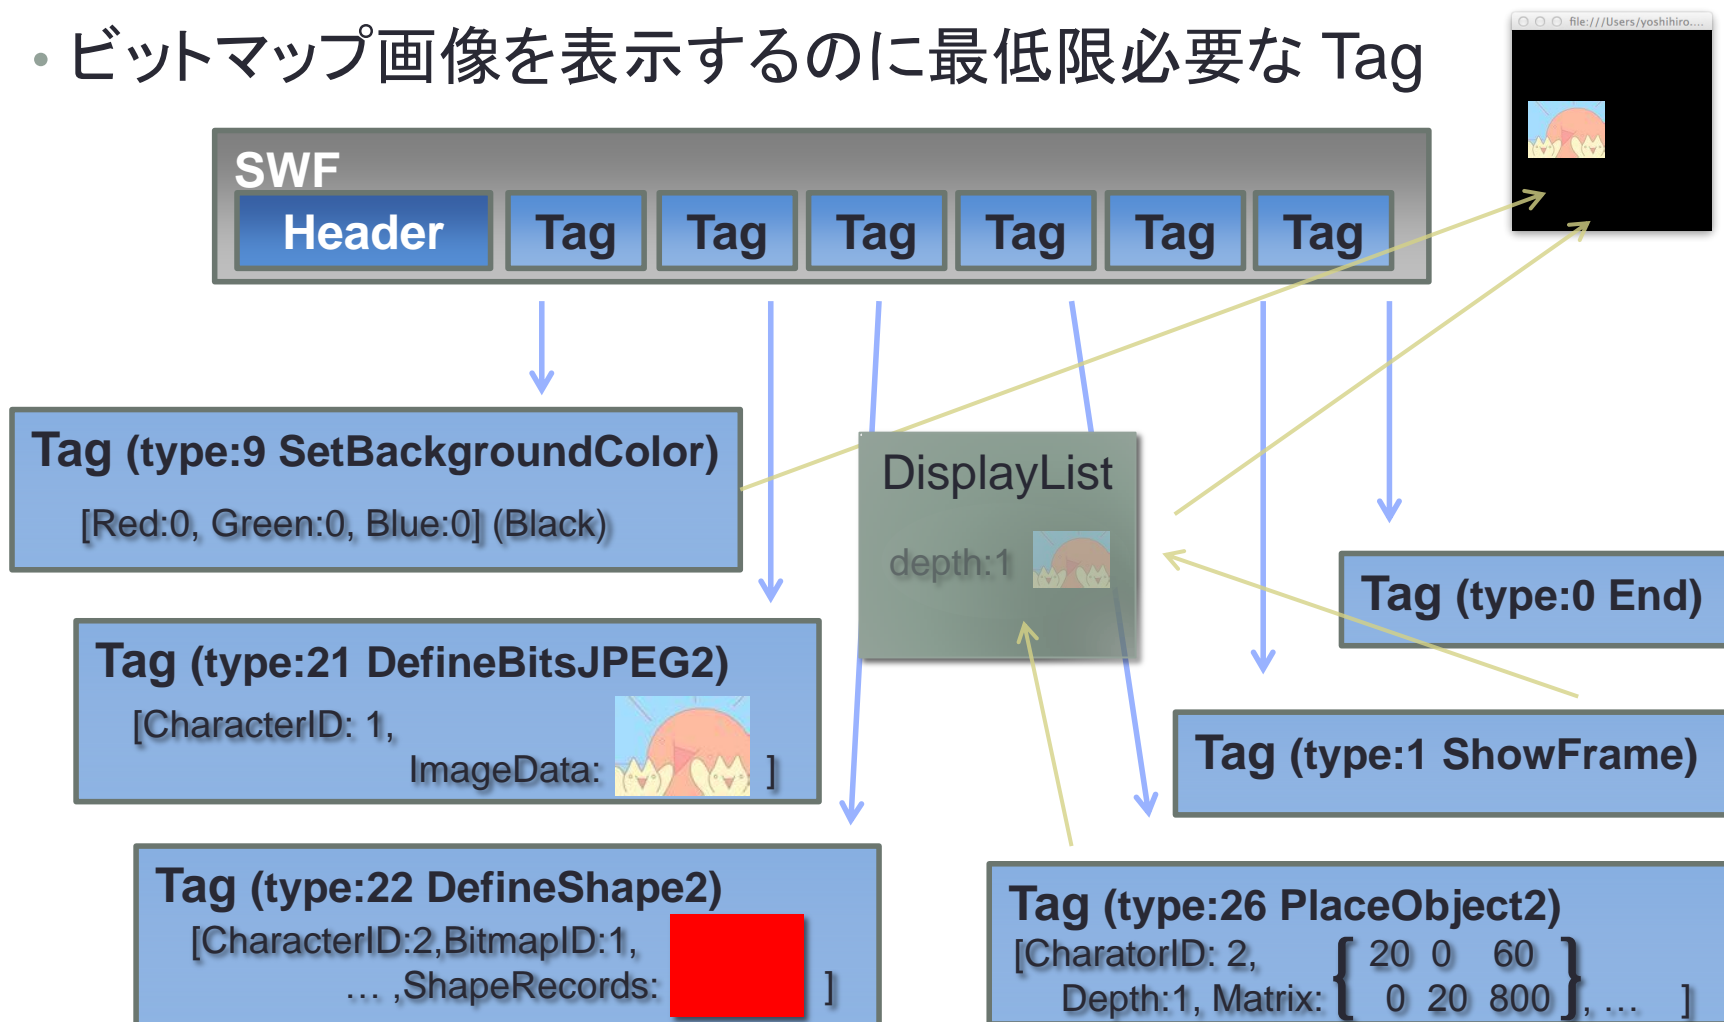 • ビットマップ画像を表示するのに最低限必要な Tag
file:///Users/yoshihiro....
SWF
Header Tag Tag Tag Tag Tag Tag
Tag (type:9 SetBackgroundColor)
[Red:0, Green:0, Blue:0] (Black)
DisplayList
depth:1
Tag (type:0 End)
Tag (type:21 DefineBitsJPEG2)
[CharacterID: 1,
ImageData: ]
Tag (type:1 ShowFrame)
Tag (type:22 DefineShape2)
[CharacterID:2,BitmapID:1,
… ,ShapeRecords: ]
Tag (type:26 PlaceObject2)
[CharatorID: 2, { 20 0 60 }
Depth:1, Matrix: 0 20 800 , … ]